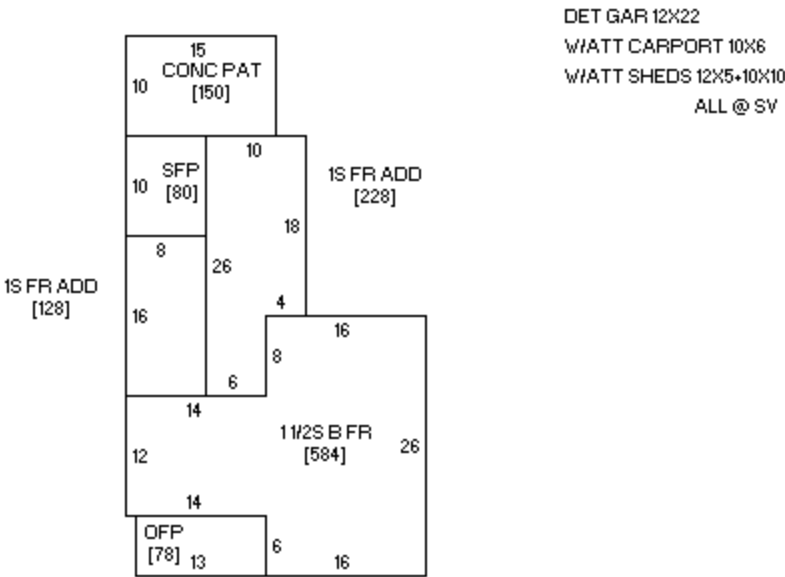 DET GAR 12X22
W/ATT CARPORT 10X6
W/ATT SHEDS 12X5+10X10
ALL @ SV
15
CONC PAT
10
[150]
10
SFP
10
[80]
1S FR ADD
[228]
18
8
26
1S FR ADD
[128]
16
4
16
8
6
14
1 1/2S B FR
[584]
26
12
14
OFP
[78]
13
6
16